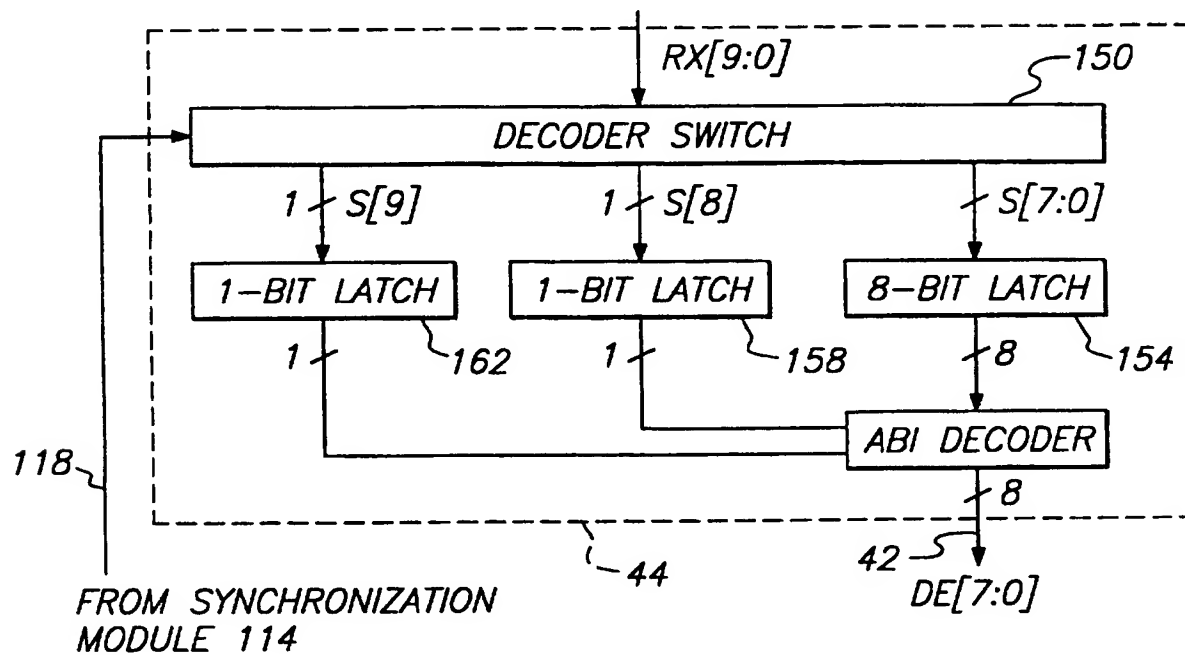 RX[9:0]
150
DECODER SWITCH
1 S[9]
1 S[8]
S[7:0]
1-BIT LATCH
1-BIT LATCH
8-BIT LATCH
1
162
1
158
8
154
ABI DECODER
118
8
42
44
DE[7:0]
FROM SYNCHRONIZATION
MODULE 114